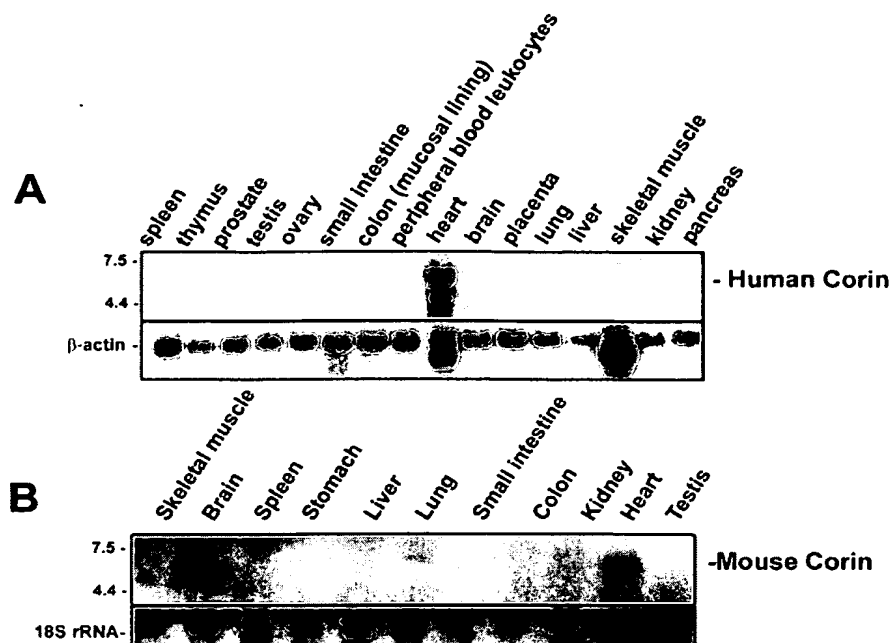 A
spleen
thymus
prostate
testis
ovary
small intestine
colon (mucosal lining)
peripheral blood leukocytes
heart
brain
placenta
lung
liver
skeletal muscle
kidney
pancreas
7.5 -
4.4 -
- Human Corin
β-actin -
B
Skeletal muscle
Brain
Spleen
Stomach
Liver
Lung
Small intestine
Colon
Kidney
Heart
Testis
7.5 -
4.4 -
-Mouse Corin
18S rRNA-